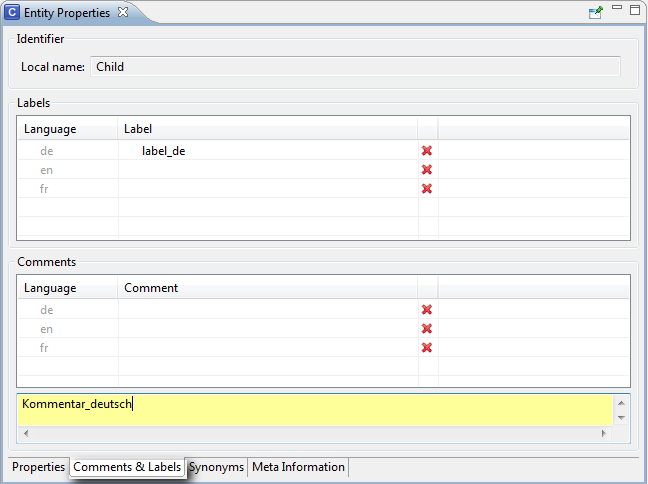 C Entity Properties
Identifier
Local name: Child
Labels
Language Label
de label_de
en
fr
Comments
Language Comment
de
en
fr
Kommentar_deutsch
Properties Comments & Labels Synonyms Meta Information